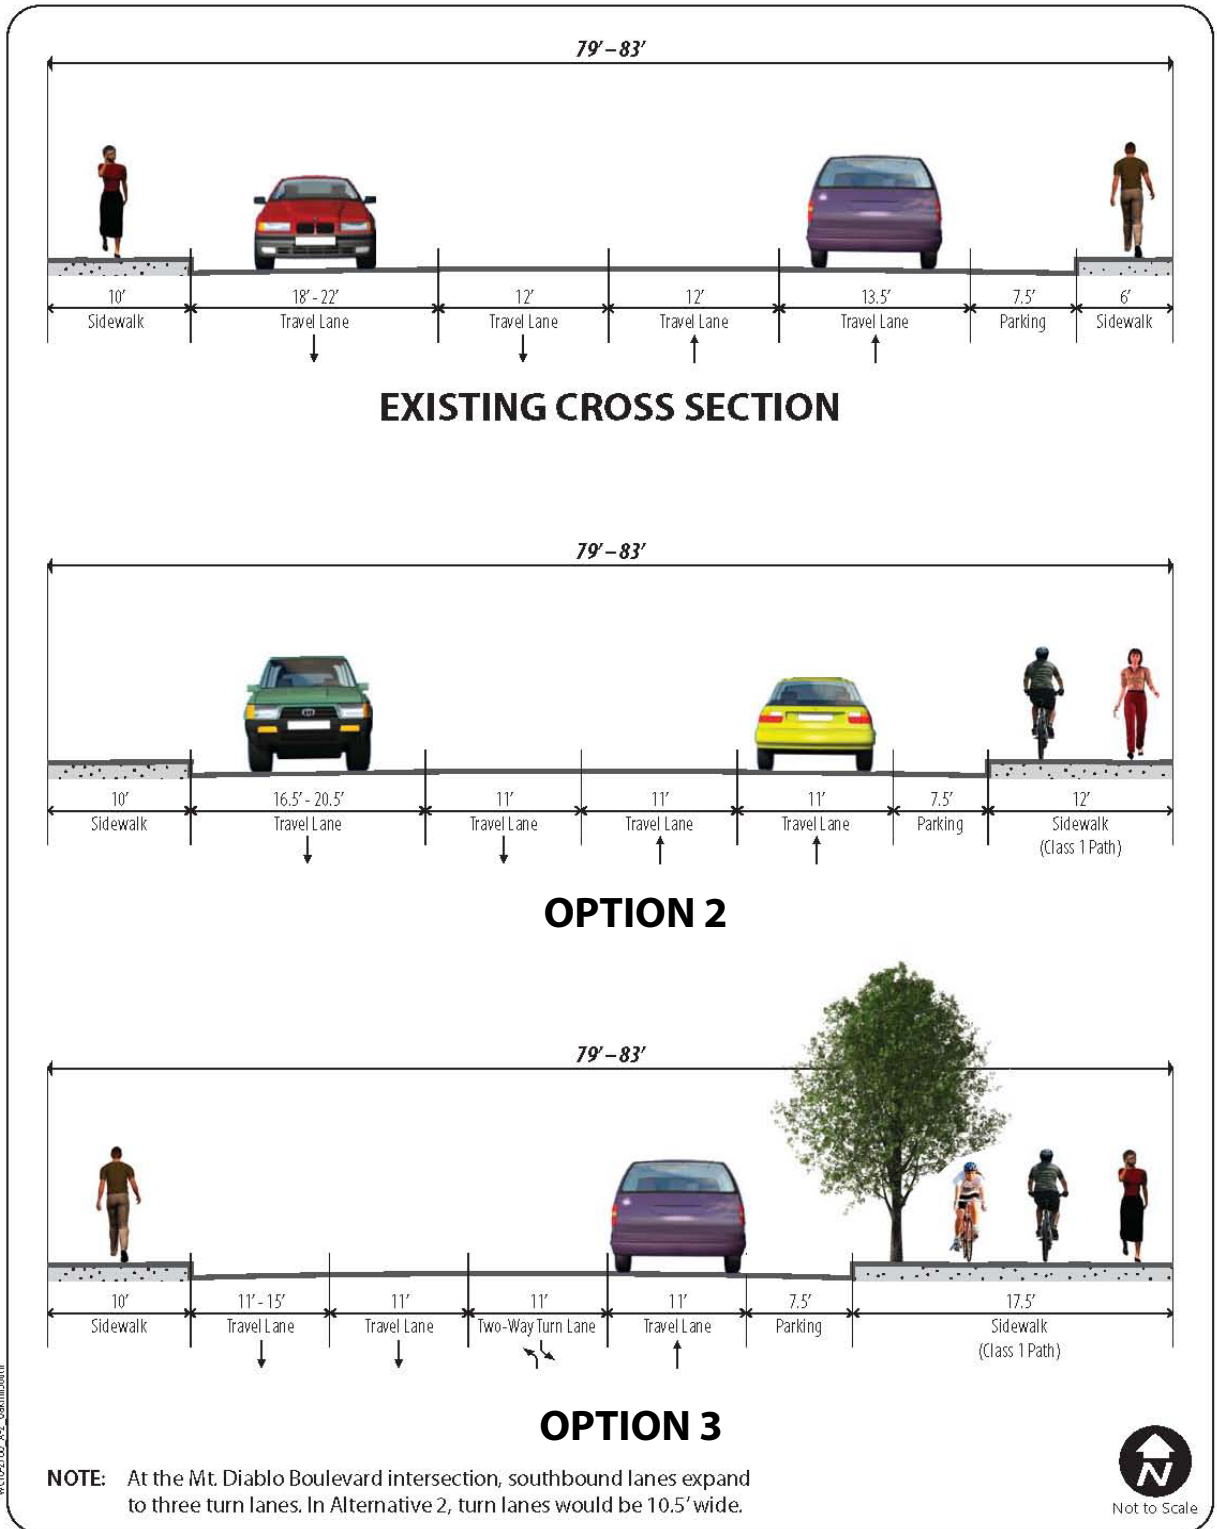 79' – 83'
10' 18' - 22' 12' 12' 13.5' 7.5' 6'
Sidewalk Travel Lane Travel Lane Travel Lane Travel Lane Parking Sidewalk
EXISTING CROSS SECTION
79' – 83'
10' 16.5' - 20.5' 11' 11' 11' 7.5' 12'
Sidewalk Travel Lane Travel Lane Travel Lane Travel Lane Parking Sidewalk
(Class 1 Path)
OPTION 2
79' – 83'
10' 11' - 15' 11' 11' 11' 7.5' 17.5'
Sidewalk Travel Lane Travel Lane Two-Way Turn Lane Travel Lane Parking Sidewalk
(Class 1 Path)
OPTION 3
NOTE: At the Mt. Diablo Boulevard intersection, southbound lanes expand
to three turn lanes. In Alternative 2, turn lanes would be 10.5' wide.
N
Not to Scale